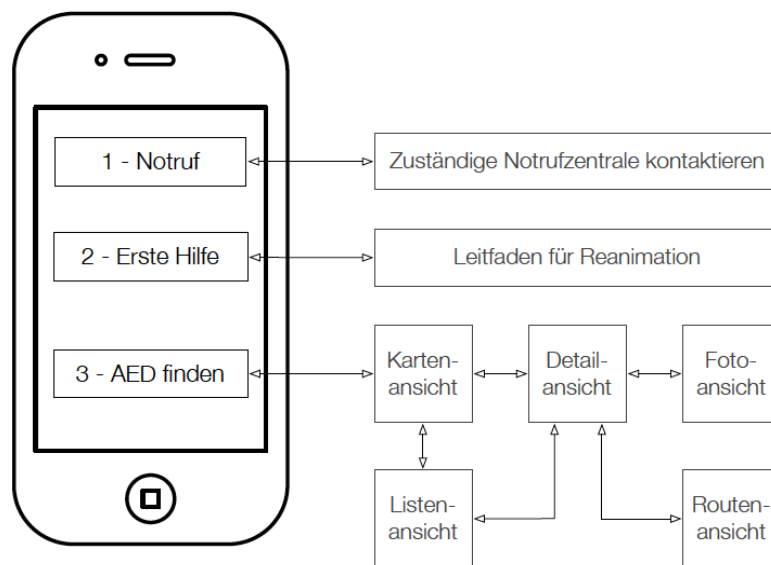 1 - Notruf
Zuständige Notrufzentrale kontaktieren
2 - Erste Hilfe
Leitfaden für Reanimation
3 - AED finden
Karten-
ansicht
Detail-
ansicht
Foto-
ansicht
Listen-
ansicht
Routen-
ansicht